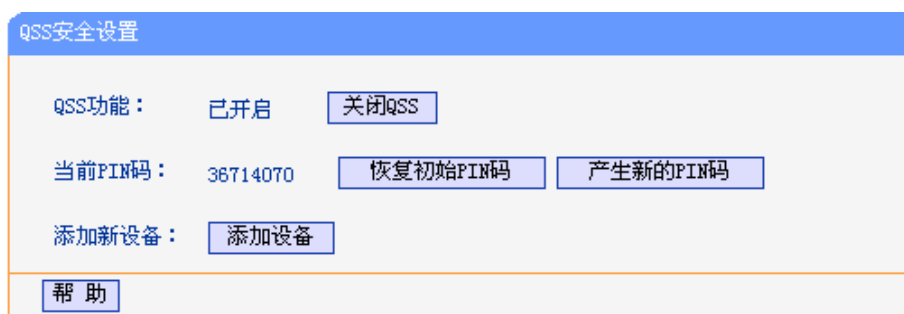 QSS安全设置
QSS功能： 已开启 关闭QSS
当前PIN码： 36714070 恢复初始PIN码 产生新的PIN码
添加新设备： 添加设备
帮 助